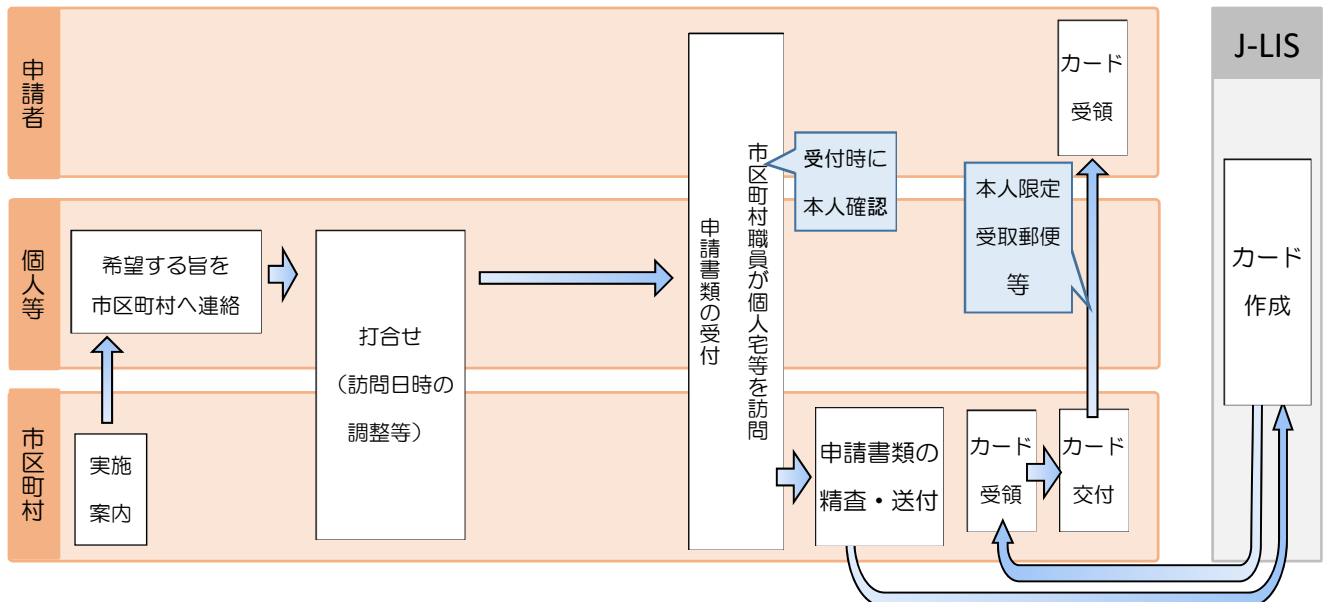 申請者
個人等
市区町村
実施
案内
希望する旨を
市区町村へ連絡
打合せ
（訪問日時の
調整等）
市区町村職員が個人宅等を訪問
申請書類の受付
受付時に
本人確認
申請書類の
精査・送付
カード
受領
カード
交付
本人限定
受取郵便
等
カード
受領
J-LIS
カード
作成